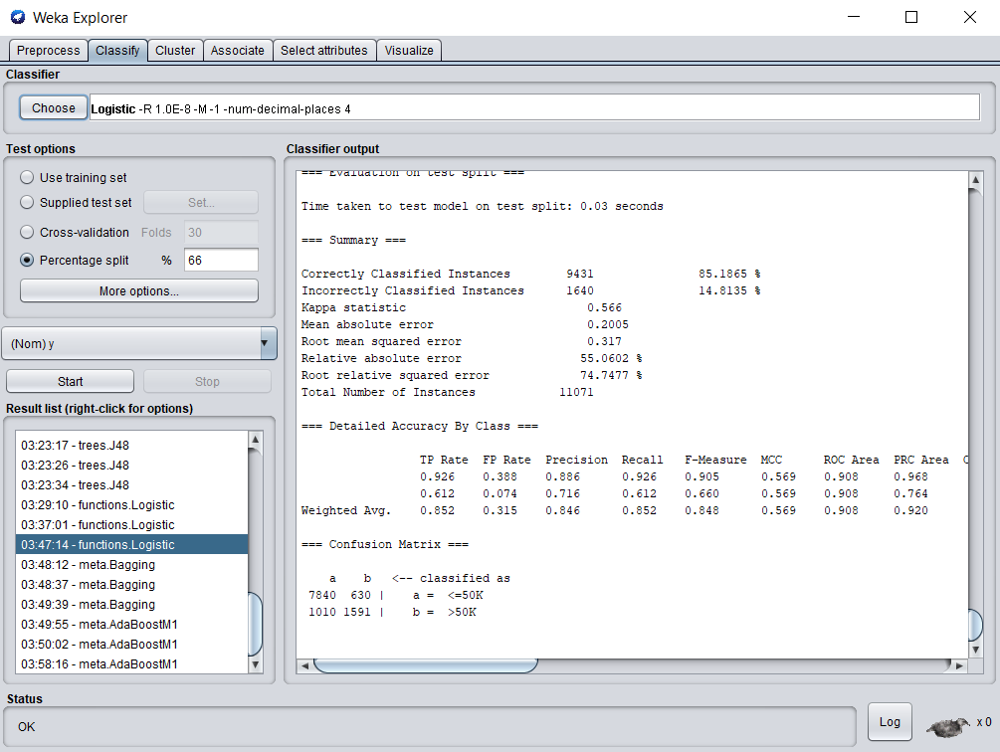 Weka Explorer
Preprocess Classify Cluster Associate Select attributes Visualize
Classifier
Choose Logistic -R 1.0E-8 -M -1 -num-decimal-places 4
Test options
Use training set
Supplied test set Set...
Cross-validation Folds 30
Percentage split % 66
More options...
(Nom) y
Start Stop
Result list (right-click for options)
03:23:17 - trees.J48
03:23:26 - trees.J48
03:23:34 - trees.J48
03:29:10 - functions.Logistic
03:37:01 - functions.Logistic
03:47:14 - functions.Logistic
03:48:12 - meta.Bagging
03:48:37 - meta.Bagging
03:49:39 - meta.Bagging
03:49:55 - meta.AdaBoostM1
03:50:02 - meta.AdaBoostM1
03:58:16 - meta.AdaBoostM1
Classifier output
=== Evaluation on test split ===
Time taken to test model on test split: 0.03 seconds
=== Summary ===
Correctly Classified Instances 9431 85.1865 %
Incorrectly Classified Instances 1640 14.8135 %
Kappa statistic 0.566
Mean absolute error 0.2005
Root mean squared error 0.317
Relative absolute error 55.0602 %
Root relative squared error 74.7477 %
Total Number of Instances 11071
=== Detailed Accuracy By Class ===
TP Rate FP Rate Precision Recall F-Measure MCC ROC Area PRC Area C
0.926 0.388 0.886 0.926 0.905 0.569 0.908 0.968
0.612 0.074 0.716 0.612 0.660 0.569 0.908 0.764
Weighted Avg. 0.852 0.315 0.846 0.852 0.848 0.569 0.908 0.920
=== Confusion Matrix ===
a b <-- classified as
7840 630 | a = <=50K
1010 1591 | b = >50K
Status
OK
Log x 0